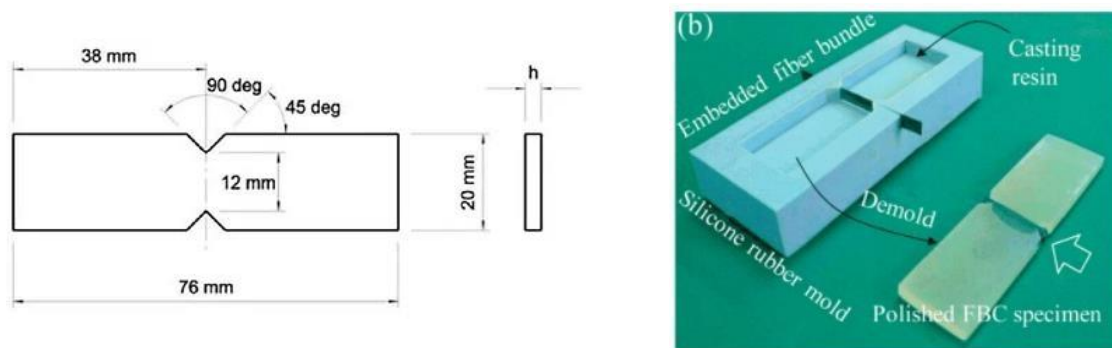 38 mm
90 deg
45 deg
h
12 mm
20 mm
76 mm
(b)
Embedded fiber bundle
Casting
resin
Demold
Silicone rubber mold
Polished FBC specimen